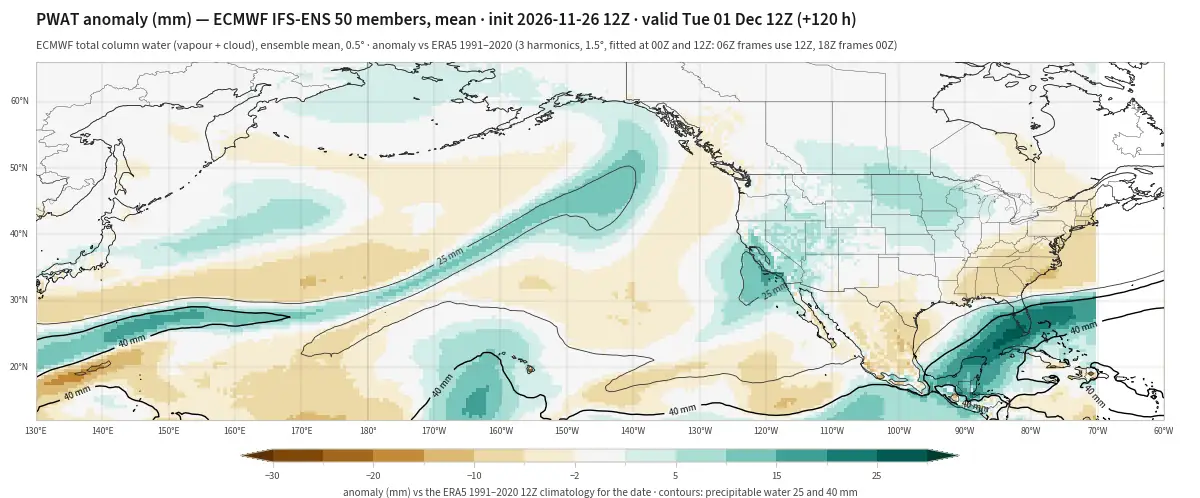 PWAT anomaly (mm) — ECMWF IFS-ENS 50 members, mean · init 2026-11-26 12Z · valid Tue 01 Dec 12Z (+120 h)
ECMWF total column water (vapour + cloud), ensemble mean, 0.5° · anomaly vs ERA5 1991–2020 (3 harmonics, 1.5°, fitted at 00Z and 12Z: 06Z frames use 12Z, 18Z frames 00Z)
60°N
50°N
40°N
30°N
20°N
25 mm
25 mm
40 mm
40 mm
40 mm
40 mm
40 mm
40 mm
40 mm
130°E 140°E 150°E 160°E 170°E 180° 170°W 160°W 150°W 140°W 130°W 120°W 110°W 100°W 90°W 80°W 70°W 60°W
−30 −20 −10 −2 5 15 25
anomaly (mm) vs the ERA5 1991–2020 12Z climatology for the date · contours: precipitable water 25 and 40 mm